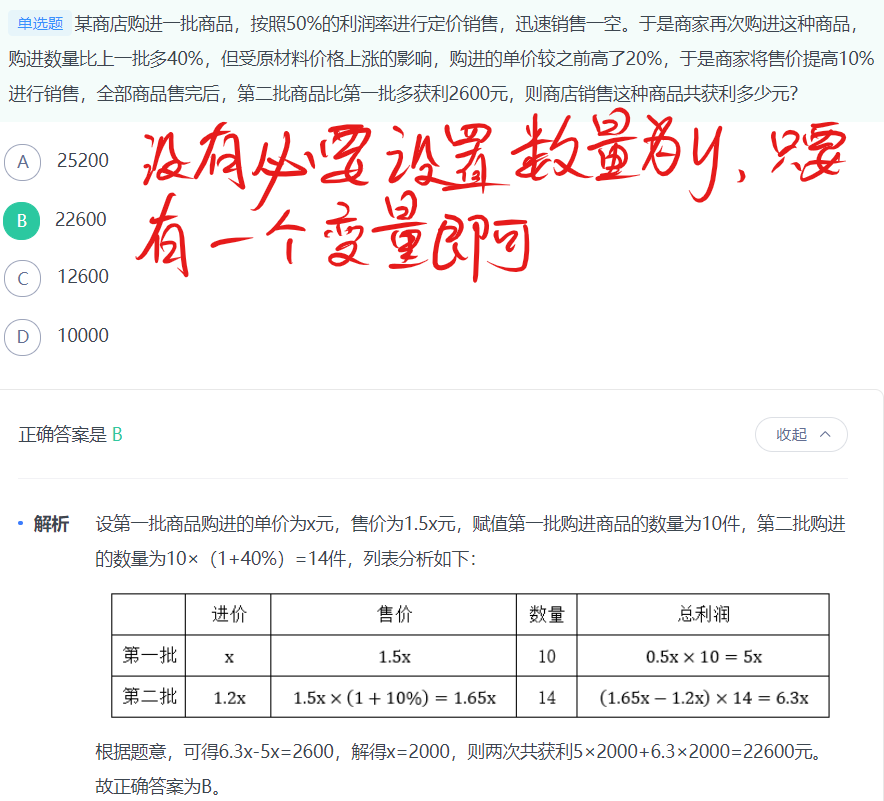 单选题 某商店购进一批商品，按照50%的利润率进行定价销售，迅速销售一空。于是商家再次购进这种商品，
购进数量比上一批多40%，但受原材料价格上涨的影响，购进的单价较之前高了20%，于是商家将售价提高10%
进行销售，全部商品售完后，第二批商品比第一批多获利2600元，则商店销售这种商品共获利多少元?
没有必要设置数量为y，只要
有一个变量即可
A 25200
B 22600
C 12600
D 10000
正确答案是 B
收起
解析 设第一批商品购进的单价为x元，售价为1.5x元，赋值第一批购进商品的数量为10件，第二批购进
的数量为10×（1+40%）=14件，列表分析如下：
进价 售价 数量 总利润
第一批 x 1.5x 10 0.5x × 10 = 5x
第二批 1.2x 1.5x × (1 + 10%) = 1.65x 14 (1.65x − 1.2x) × 14 = 6.3x
根据题意，可得6.3x-5x=2600，解得x=2000，则两次共获利5×2000+6.3×2000=22600元。
故正确答案为B。